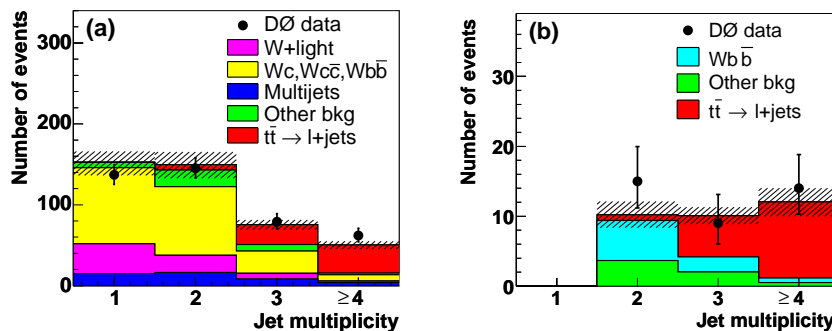 (a)
DØ data
W+light
Wc,Wcc̄,Wbb̄
Multijets
Other bkg
tt̄ → l+jets
Number of events
300
200
100
0
1 2 3 ≥4
Jet multiplicity
(b)
DØ data
Wbb̄
Other bkg
tt̄ → l+jets
Number of events
40
30
20
10
0
1 2 3 ≥4
Jet multiplicity